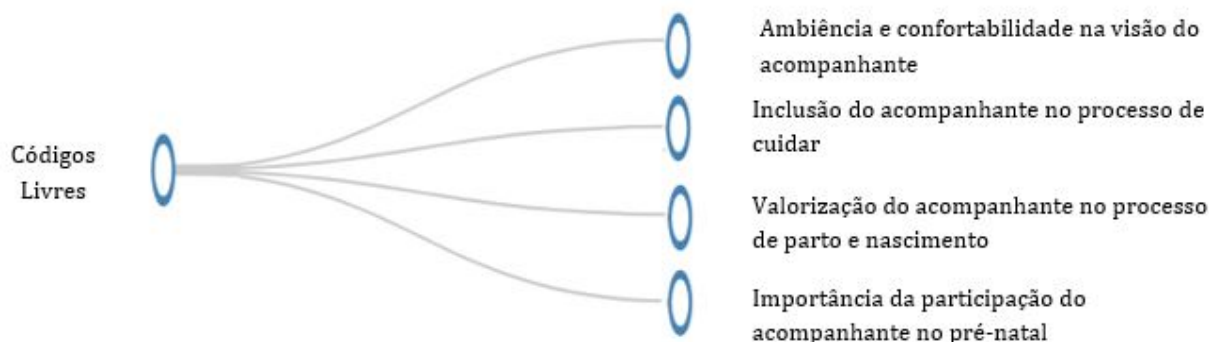 Códigos
Livres
Ambiência e confortabilidade na visão do
acompanhante
Inclusão do acompanhante no processo de
cuidar
Valorização do acompanhante no processo
de parto e nascimento
Importância da participação do
acompanhante no pré-natal